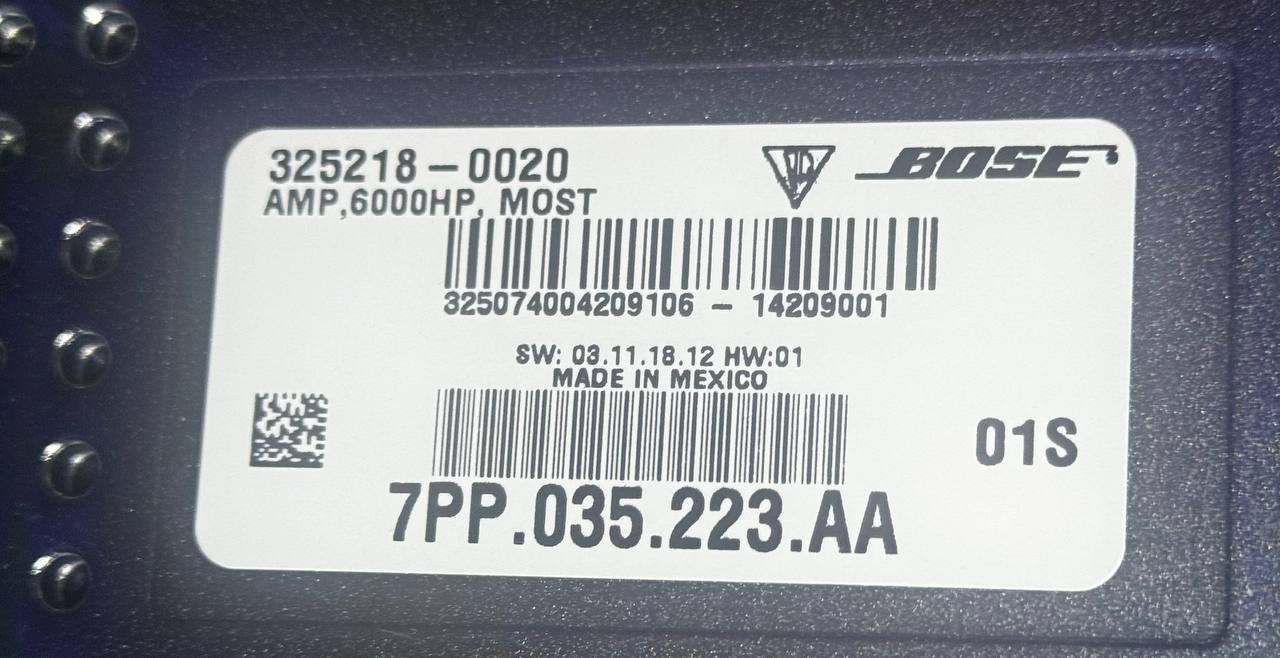 325218-0020
BOSE
AMP,6000HP, MOST
325074004209106 - 14209001
SW: 03.11.18.12 HW:01
MADE IN MEXICO
01S
7PP.035.223.AA